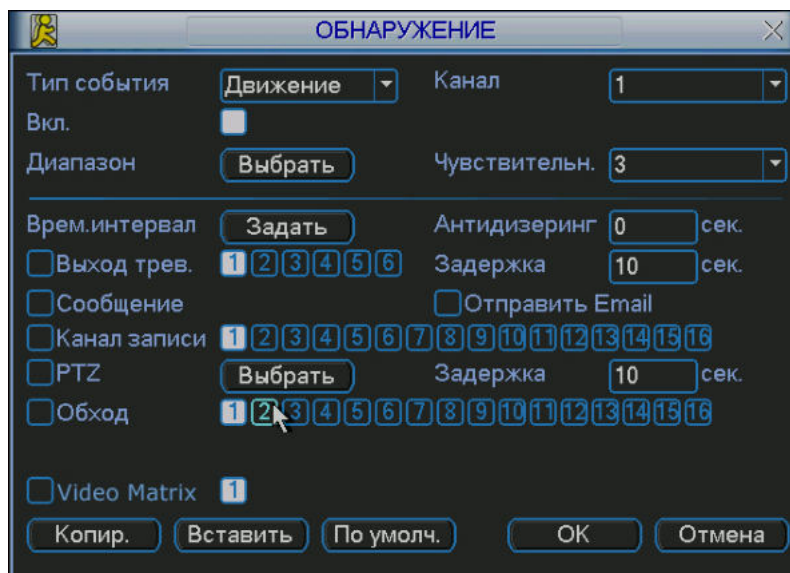 ОБНАРУЖЕНИЕ
Тип события Движение Канал 1
Вкл.
Диапазон Выбрать Чувствительн. 3
Врем.интервал Задать Антидизеринг 0 сек.
Выход трев. 1 2 3 4 5 6 Задержка 10 сек.
Сообщение Отправить Email
Канал записи 1 2 3 4 5 6 7 8 9 10 11 12 13 14 15 16
PTZ Выбрать Задержка 10 сек.
Обход 1 2 3 4 5 6 7 8 9 10 11 12 13 14 15 16
Video Matrix 1
Копир. Вставить По умолч. OK Отмена